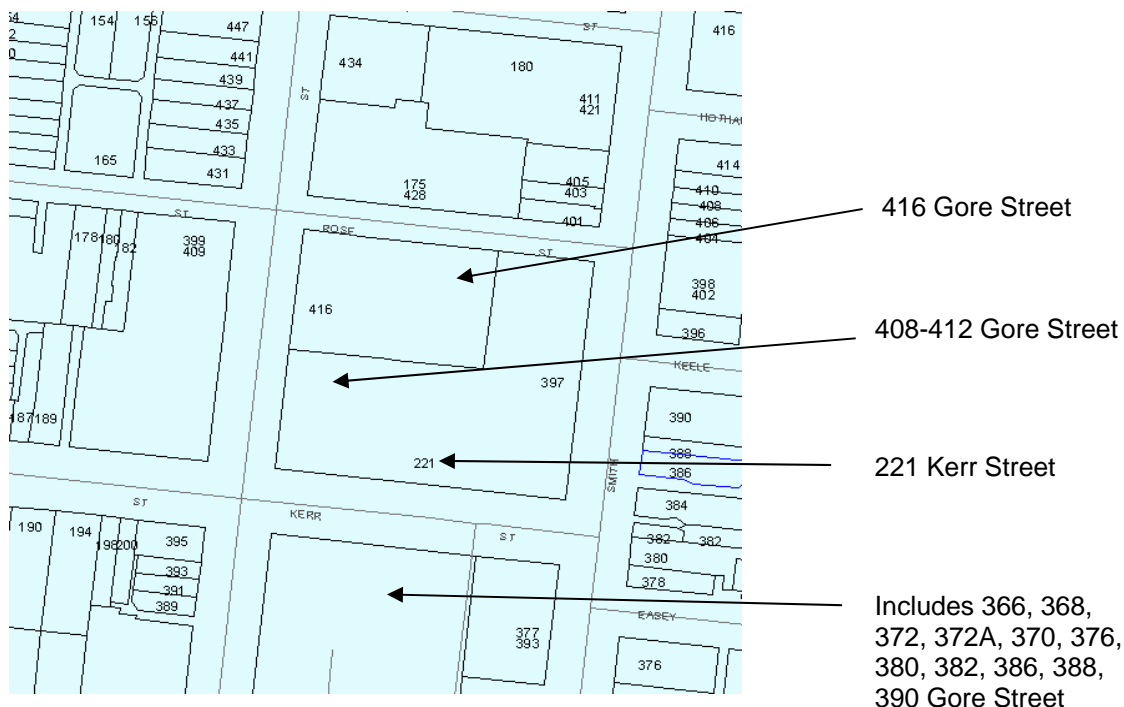 154 156 447 ST 416
441
434 180
439
411
421
437
HOTHAM
435
433 414
165
431 175
428
405
403
410
408
401 406
404
ST ROSE
178 180 182 399
409
ST
398
402
416 Gore Street
416
396
408-412 Gore Street
KEELE
397
187 189 390
221 388
386
221 Kerr Street
SMITH
384
ST KERR
190 194 198 200 395 ST 382 382
380
393
378
391
389
EASEY
377
393
376
Includes 366, 368,
372, 372A, 370, 376,
380, 382, 386, 388,
390 Gore Street